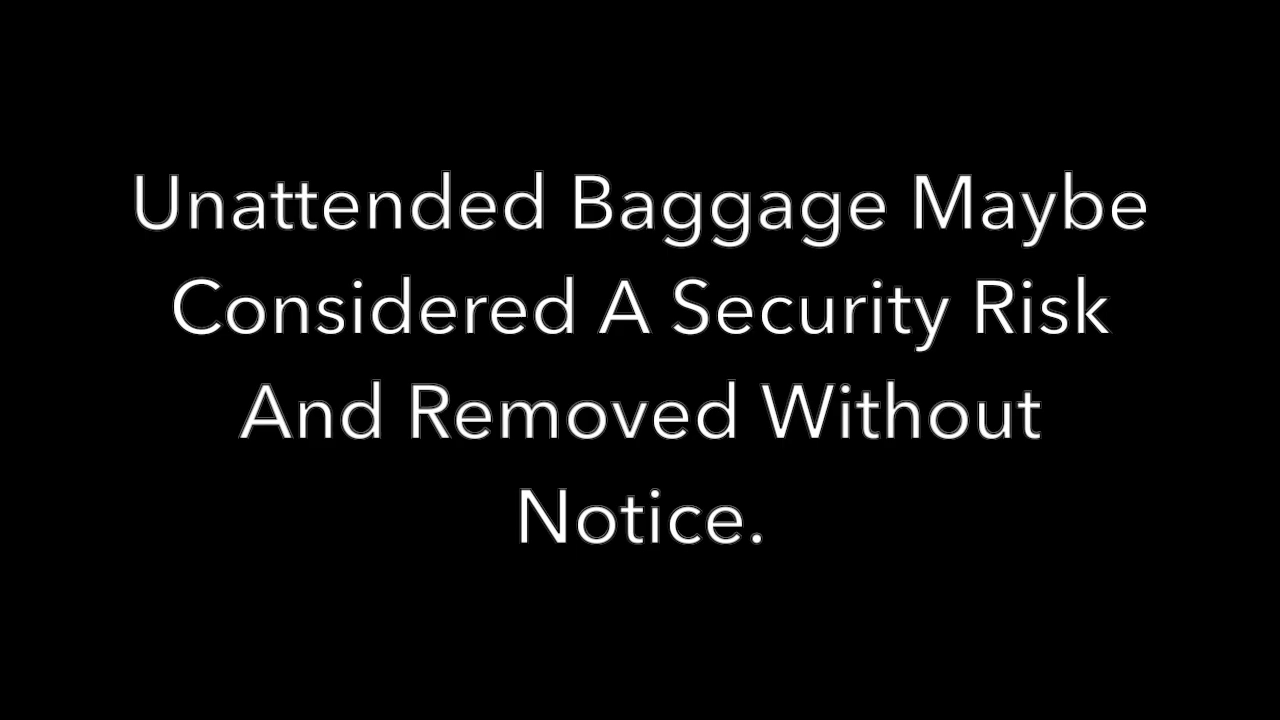 Unattended Baggage Maybe
Considered A Security Risk
And Removed Without
Notice.